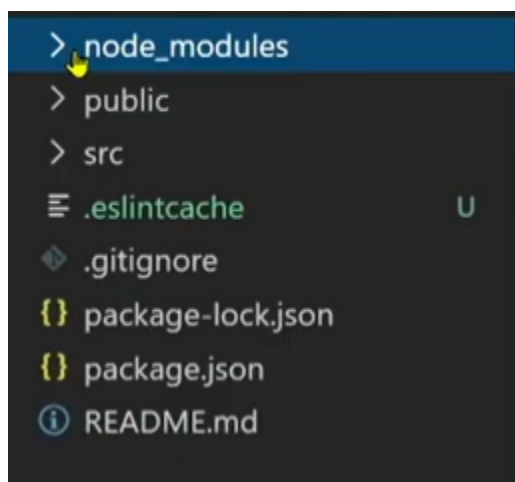 node_modules
public
src
.eslintcache U
.gitignore
package-lock.json
package.json
README.md